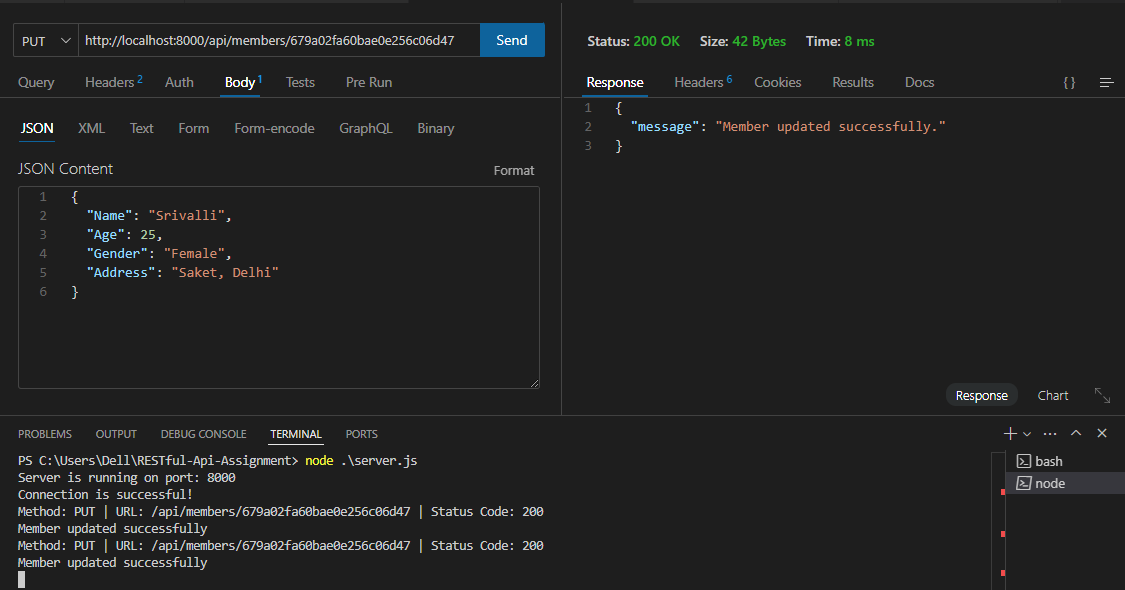 PUT http://localhost:8000/api/members/679a02fa60bae0e256c06d47 Send
Query Headers 2 Auth Body 1 Tests Pre Run
JSON XML Text Form Form-encode GraphQL Binary
JSON Content Format
1 {
2 "Name": "Srivalli",
3 "Age": 25,
4 "Gender": "Female",
5 "Address": "Saket, Delhi"
6 }
Status: 200 OK Size: 42 Bytes Time: 8 ms
Response Headers 6 Cookies Results Docs { }
1 {
2 "message": "Member updated successfully."
3 }
Response Chart
PROBLEMS OUTPUT DEBUG CONSOLE TERMINAL PORTS
PS C:\Users\Dell\RESTful-Api-Assignment> node .\server.js
Server is running on port: 8000
Connection is successful!
Method: PUT | URL: /api/members/679a02fa60bae0e256c06d47 | Status Code: 200
Member updated successfully
Method: PUT | URL: /api/members/679a02fa60bae0e256c06d47 | Status Code: 200
Member updated successfully
bash
node